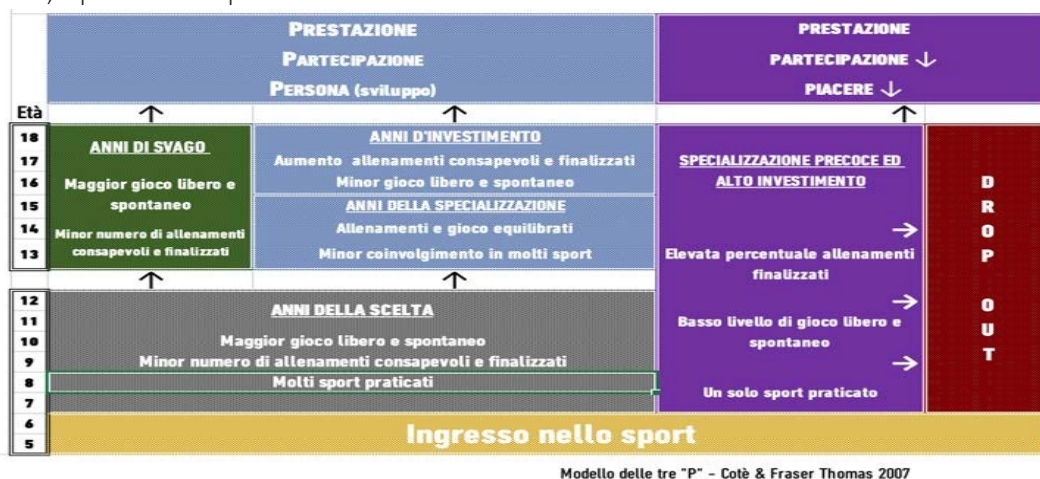 PRESTAZIONE
PARTECIPAZIONE
PERSONA (sviluppo)
PRESTAZIONE
PARTECIPAZIONE ↓
PIACERE ↓
Età
18
17
16
15
14
13
12
11
10
9
8
7
6
5
ANNI DI SVAGO
Maggior gioco libero e
spontaneo
Minor numero di allenamenti
consapevoli e finalizzati
ANNI D'INVESTIMENTO
Aumento allenamenti consapevoli e finalizzati
Minor gioco libero e spontaneo
ANNI DELLA SPECIALIZZAZIONE
Allenamenti e gioco equilibrati
Minor coinvolgimento in molti sport
SPECIALIZZAZIONE PRECOCE ED
ALTO INVESTIMENTO
Elevata percentuale allenamenti
finalizzati
Basso livello di gioco libero e
spontaneo
Un solo sport praticato
D
R
O
P
O
U
T
ANNI DELLA SCELTA
Maggior gioco libero e spontaneo
Minor numero di allenamenti consapevoli e finalizzati
Molti sport praticati
Ingresso nello sport
Modello delle tre "P" - Cotè & Fraser Thomas 2007